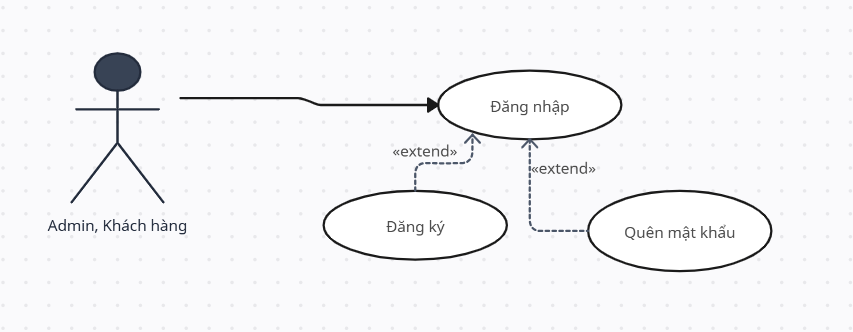 Đăng nhập
«extend»
«extend»
Admin, Khách hàng
Đăng ký
Quên mật khẩu